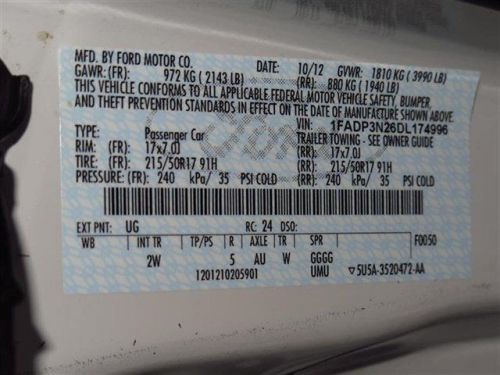 MFD. BY FORD MOTOR CO. 10/12 GVWR: 1810 KG ( 3990 LB)
GAWR: (FR): 972 KG ( 2143 LB) (RR): 880 KG ( 1940 LB)
THIS VEHICLE CONFORMS TO ALL APPLICABLE FEDERAL MOTOR VEHICLE SAFETY, BUMPER,
AND THEFT PREVENTION STANDARDS IN EFFECT ON THE DATE OF MANUFACTURE SHOWN ABOVE.
VIN: 1FADP3N26DL174996
TYPE: Passenger Car TRAILER TOWING - SEE OWNER GUIDE
RIM: (FR): 17x7.0J (RR): 17x7.0J
TIRE: (FR): 215/50R17 91H (RR): 215/50R17 91H
PRESSURE: (FR): 240 kPa/ 35 PSI COLD (RR): 240 kPa/ 35 PSI COLD
EXT PNT: UG RC: 24 DSO: F0050
WB INT TR TP/PS R AXLE TR SPR
2W 5 AU W GGGG
1201210205901 UMU ▽5U5A-3520472-AA